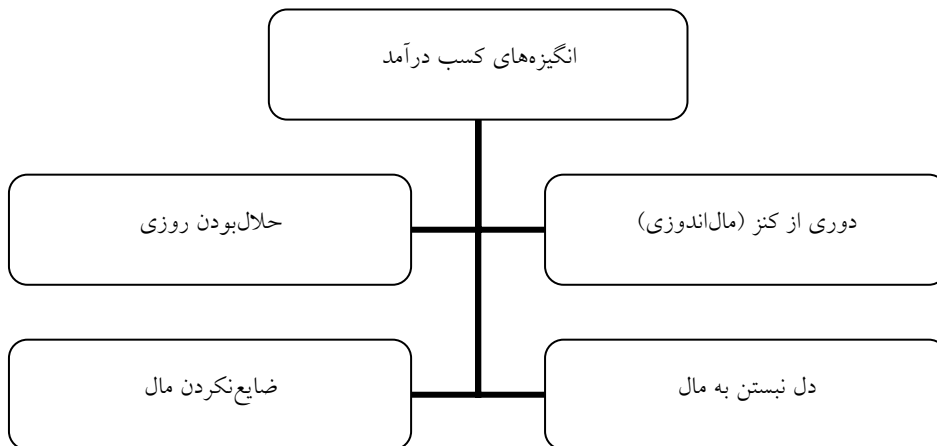 انگیزه‌های کسب درآمد
دوری از کنز (مال‌اندوزی)
حلال‌بودن روزی
دل نبستن به مال
ضایع‌نکردن مال